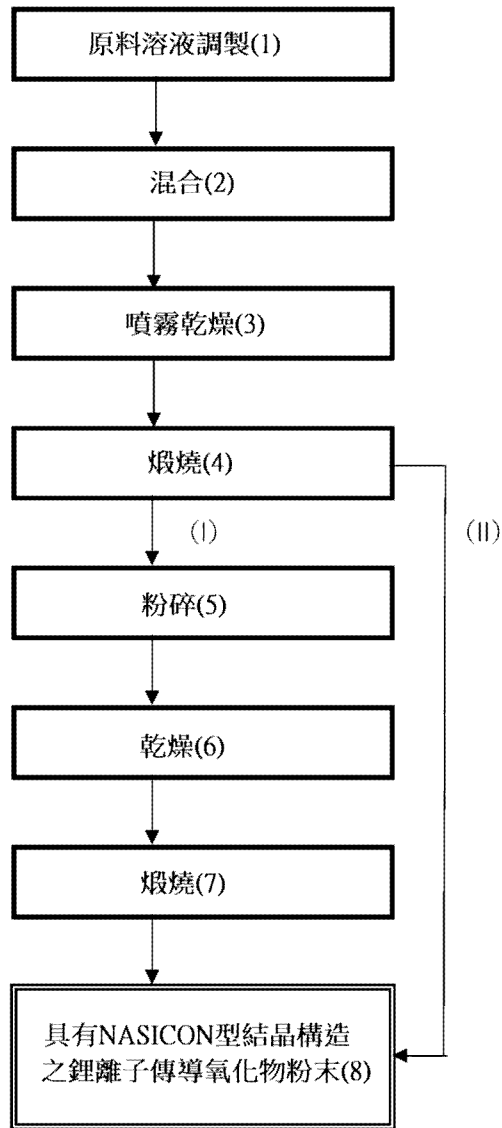 原料溶液調製(1)
混合(2)
噴霧乾燥(3)
煅燒(4)
(I)
(II)
粉碎(5)
乾燥(6)
煅燒(7)
具有NASICON型結晶構造
之鋰離子傳導氧化物粉末(8)